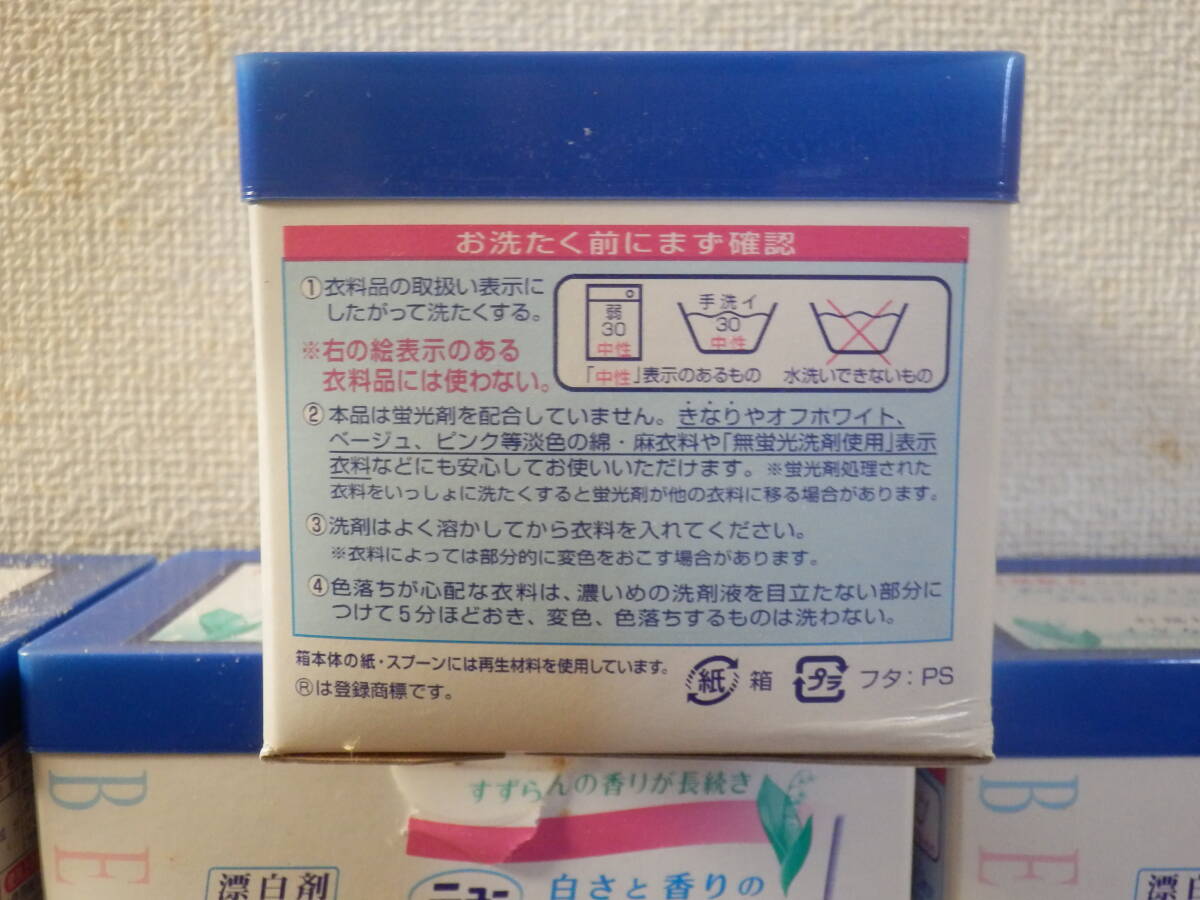 お洗たく前にまず確認
①衣料品の取扱い表示に
したがって洗たくする。
※右の絵表示のある
衣料品には使わない。
弱
30
中性
手洗イ
30
中性
「中性」表示のあるもの
水洗いできないもの
②本品は蛍光剤を配合していません。きなりやオフホワイト、
ベージュ、ピンク等淡色の綿・麻衣料や「無蛍光洗剤使用」表示
衣料などにも安心してお使いいただけます。※蛍光剤処理された
衣料をいっしょに洗たくすると蛍光剤が他の衣料に移る場合があります。
③洗剤はよく溶かしてから衣料を入れてください。
※衣料によっては部分的に変色をおこす場合があります。
④色落ちが心配な衣料は、濃いめの洗剤液を目立たない部分に
つけて5分ほどおき、変色、色落ちするものは洗わない。
箱本体の紙・スプーンには再生材料を使用しています。
Ⓡは登録商標です。
紙 箱
プラ フタ:PS
すずらんの香りが長続き
B
E
漂白剤
ニュー
白さと香りの
B
E
漂白